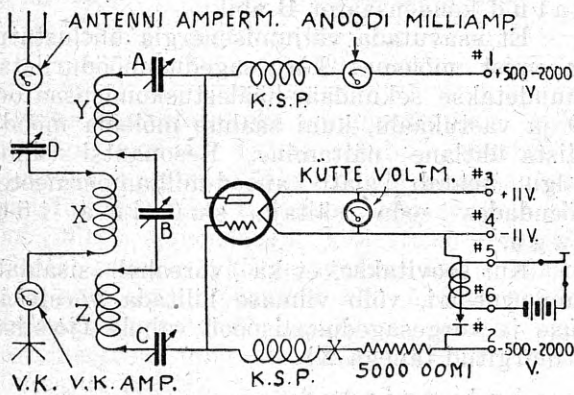 ANTENNI AMPERM. ANOODI MILLIAMP.
A
#1
+500-2000 V.
K.S.P.
Y
D
KÜTTE VOLTM.
#3
+11V.
X
B
#4
-11V.
#5
Z
#6
C
#2
-500-2000 V.
X
V.K. V.K. AMP.
K.S.P.
5000 OOMI